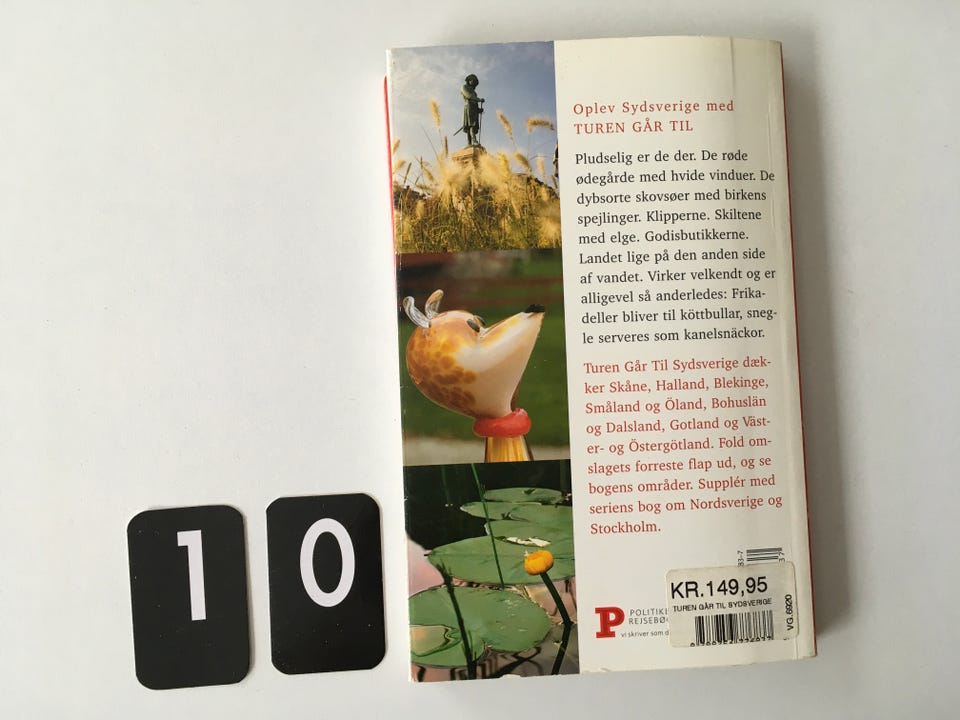 10
Oplev Sydsverige med
TUREN GÅR TIL
Pludselig er de der. De røde
ødegårde med hvide vinduer. De
dybsorte skovsøer med birkens
spejlinger. Klipperne. Skiltene
med elge. Godisbutikkerne.
Landet lige på den anden side
af vandet. Virker velkendt og er
alligevel så anderledes: Frika-
deller bliver til köttbullar, sneg-
le serveres som kanelsnäckor.
Turen Går Til Sydsverige dæk-
ker Skåne, Halland, Blekinge,
Småland og Öland, Bohuslän
og Dalsland, Gotland og Väst-
er- og Östergötland. Fold om-
slagets forreste flap ud, og se
bogens områder. Supplér med
seriens bog om Nordsverige og
Stockholm.
P
vi skriver som
KR.149,95
TUREN GÅR TIL SYDSVERIGE
VG.6920